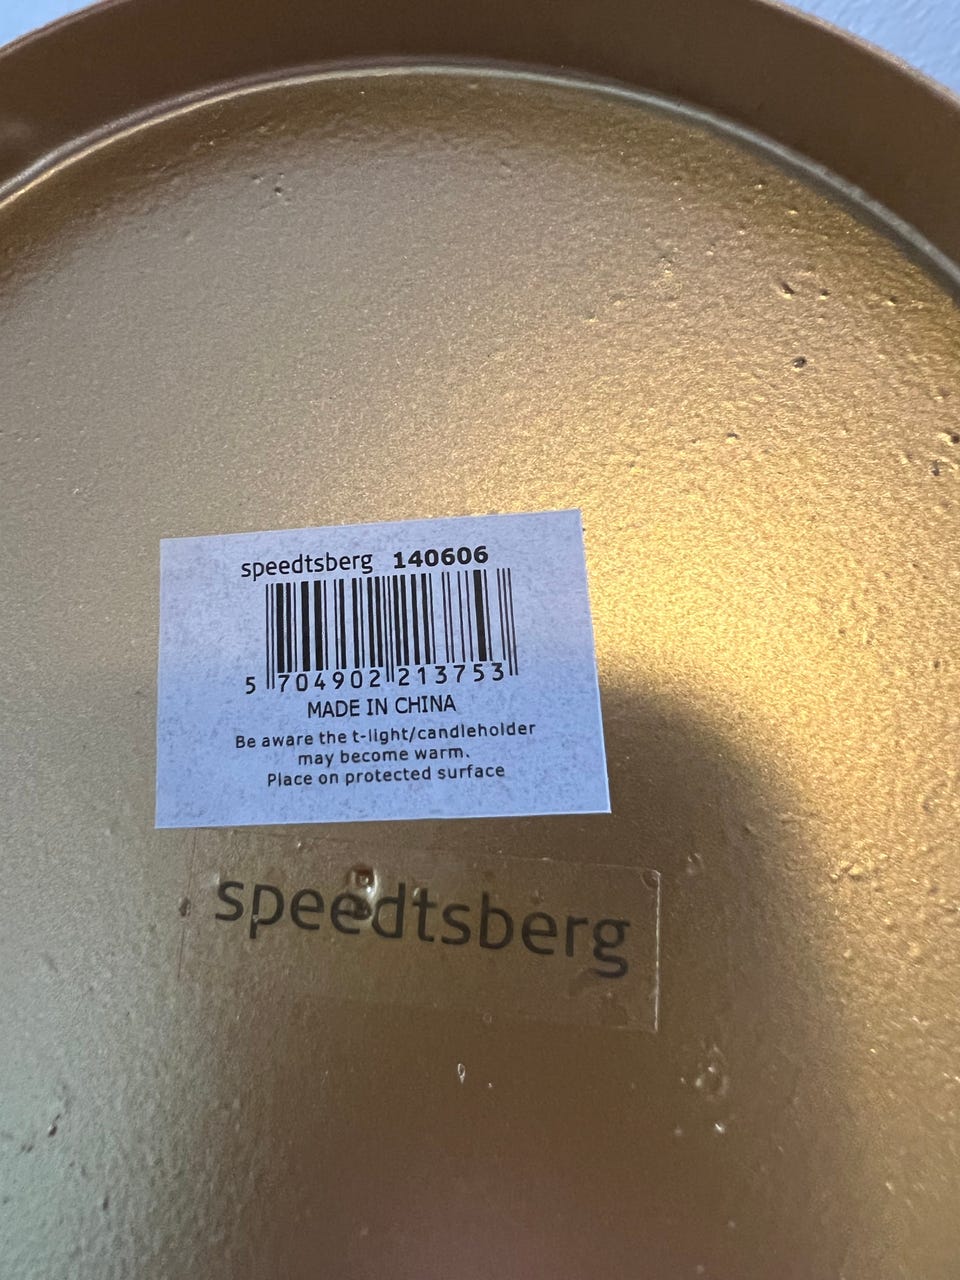 speedtsberg 140606
5 704902 213753
MADE IN CHINA
Be aware the t-light/candleholder
may become warm.
Place on protected surface
speedtsberg